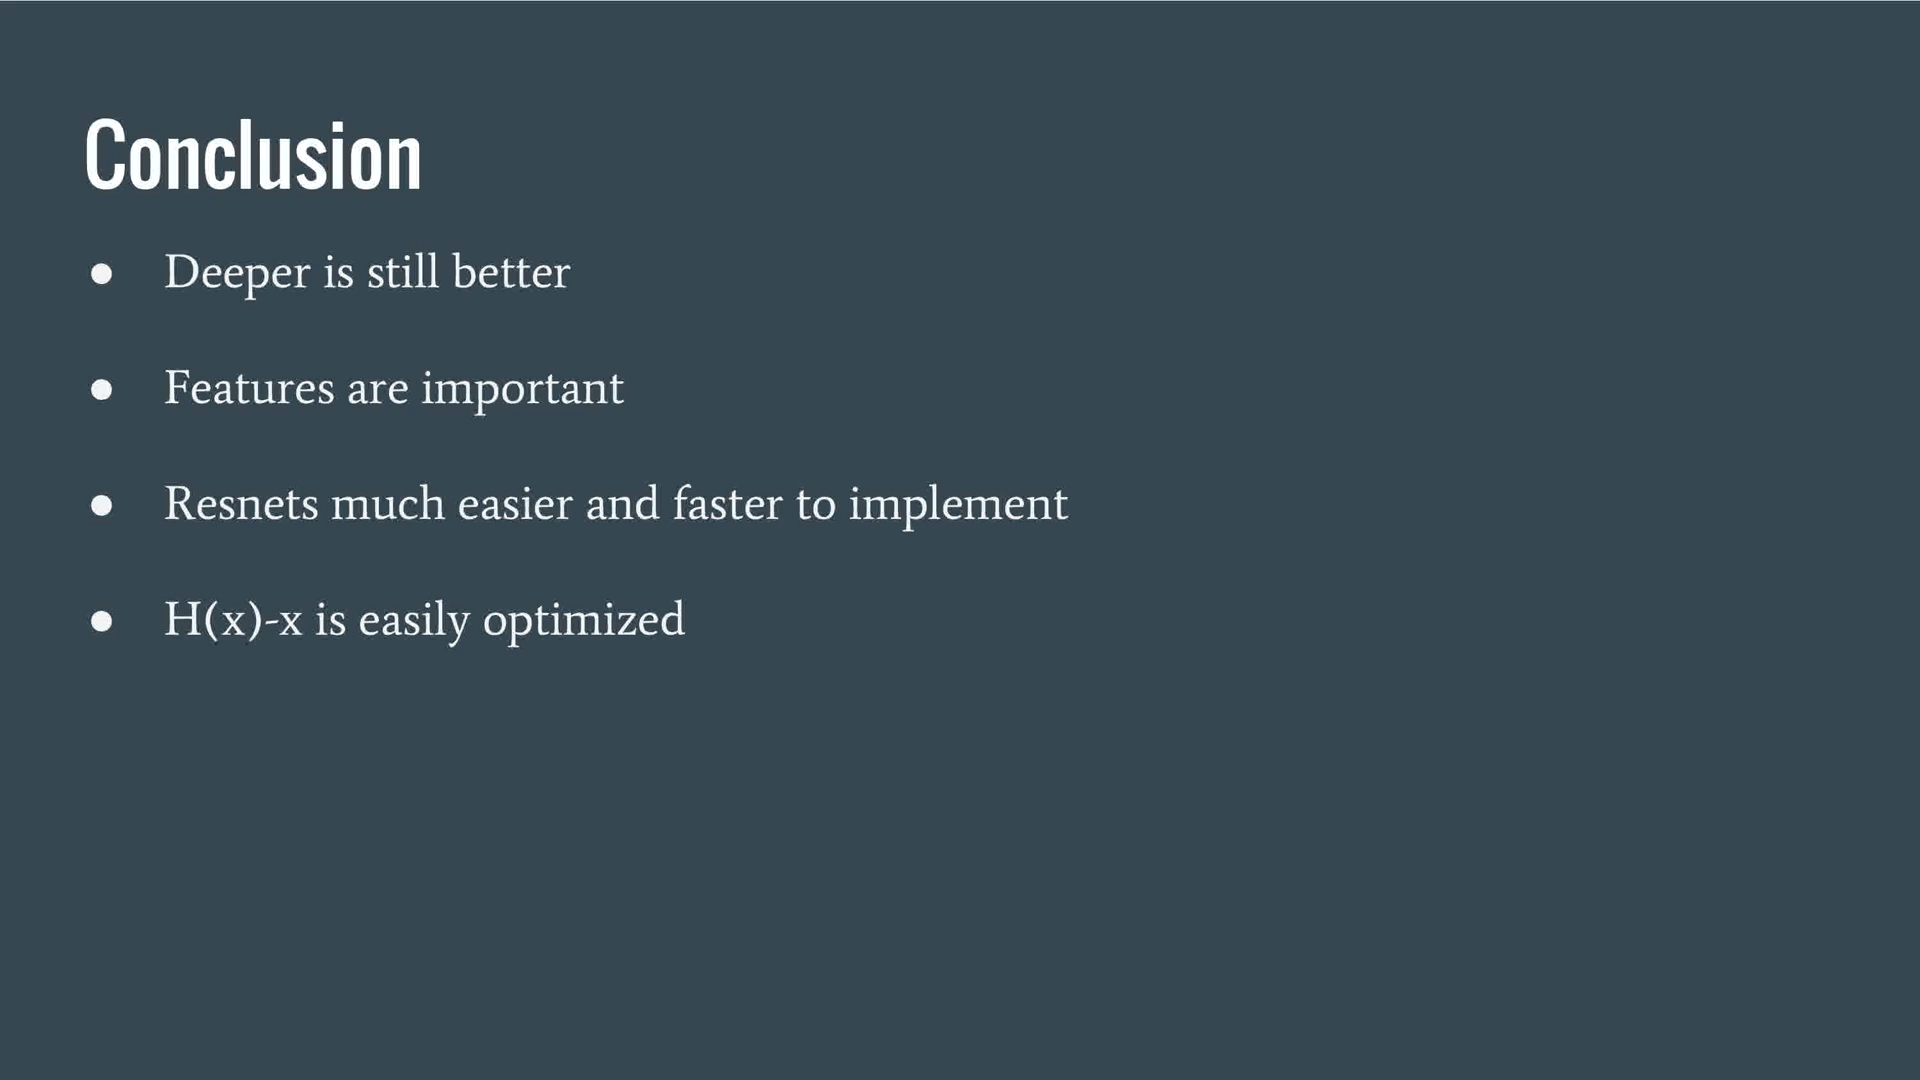 Conclusion
● Deeper is still better
● Features are important
● Resnets much easier and faster to implement
● H(x)-x is easily optimized